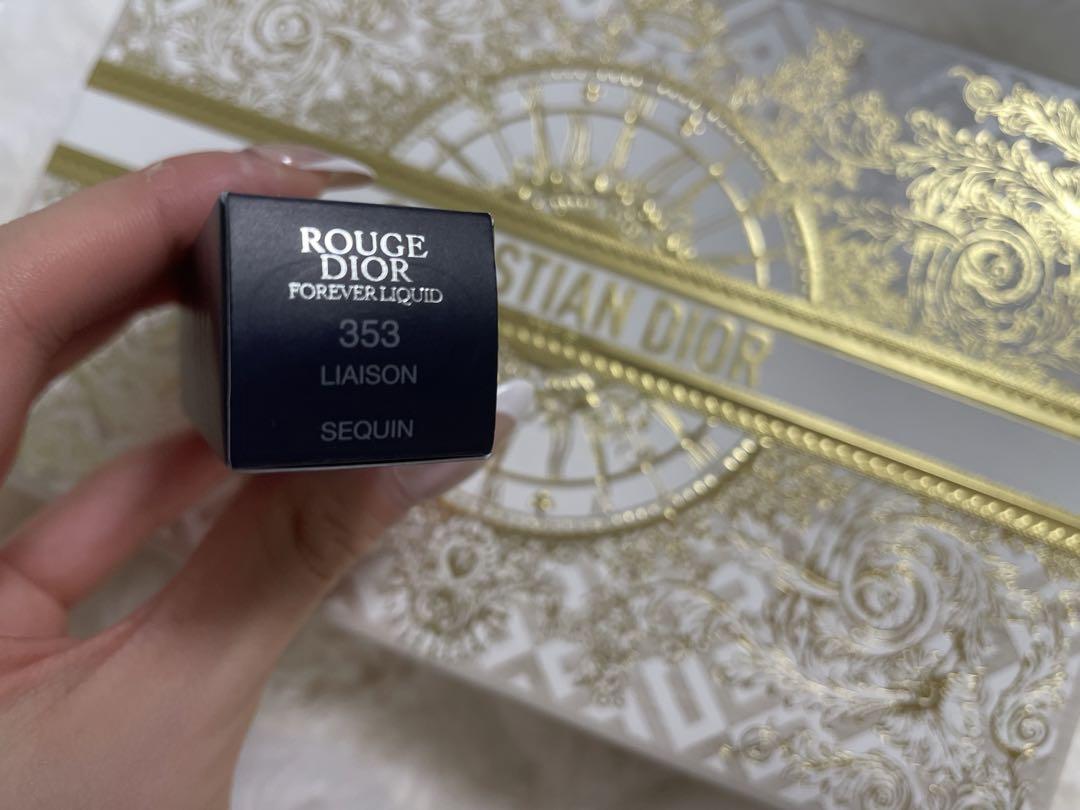 ROUGE
DIOR
FOREVER LIQUID
353
LIAISON
SEQUIN
STIAN DIOR